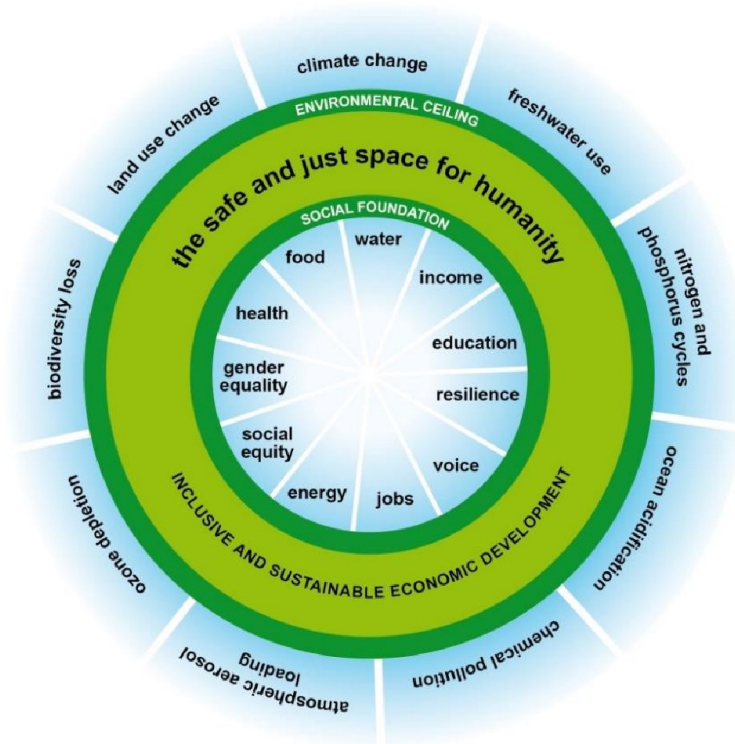 climate change
freshwater use
nitrogen and
phosphorus cycles
ocean acidification
chemical pollution
atmospheric aerosol
loading
ozone depletion
biodiversity loss
land use change
ENVIRONMENTAL CEILING
the safe and just space for humanity
SOCIAL FOUNDATION
water
income
education
resilience
voice
jobs
energy
social
equity
gender
equality
health
food
INCLUSIVE AND SUSTAINABLE ECONOMIC DEVELOPMENT